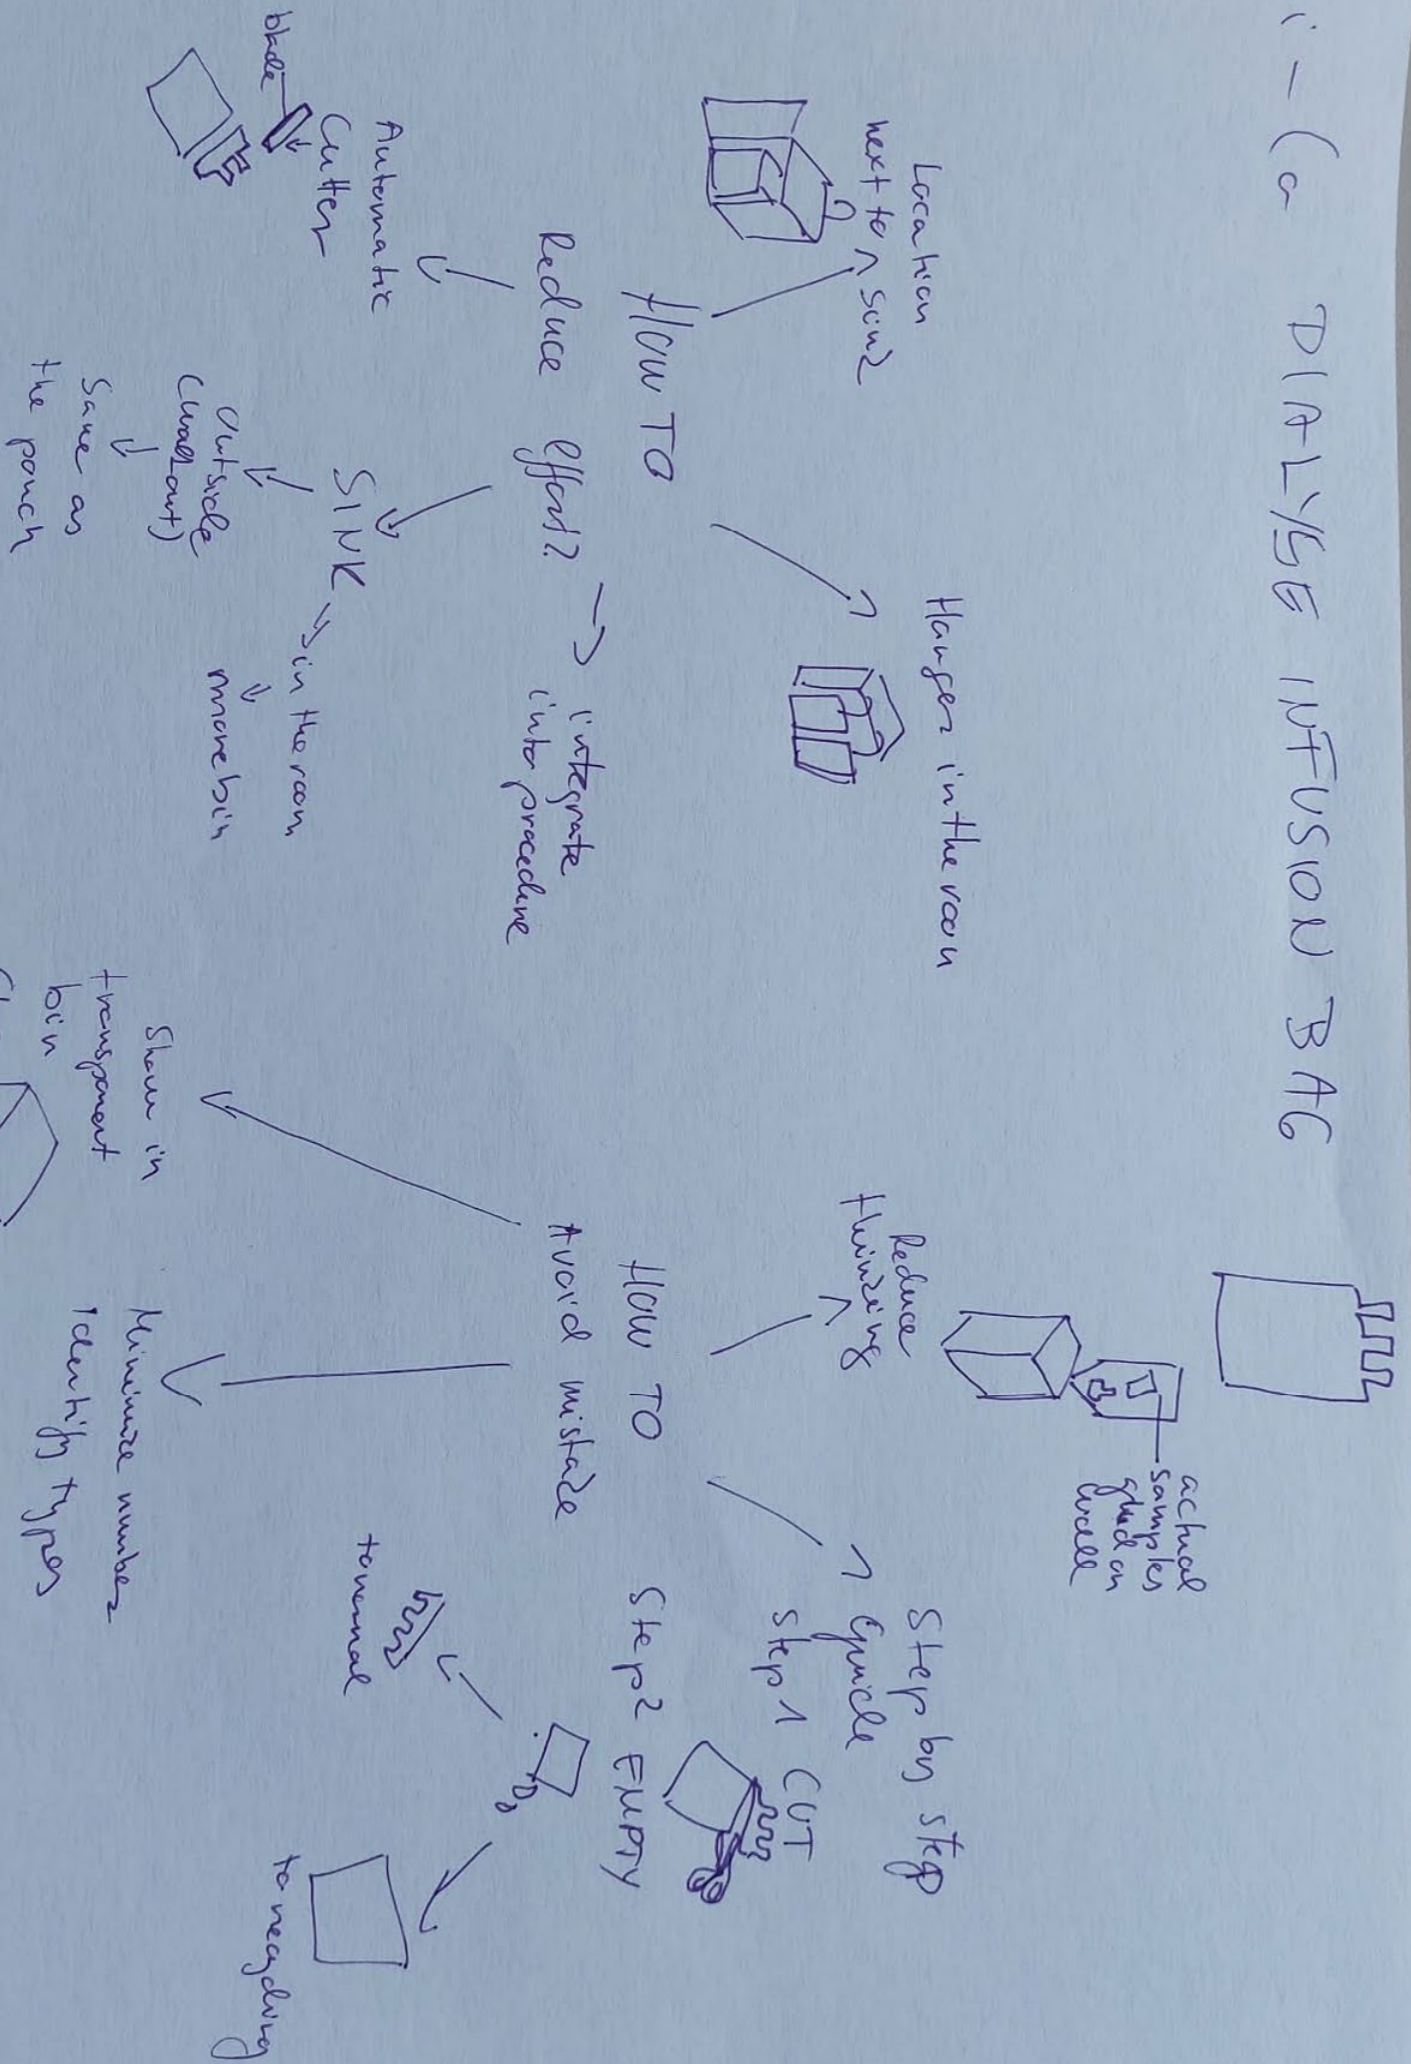 DIALYSE INFUSION BAG
actual
samples
glued on
Location
next to sink
Hanger in the room
Reduce
thinking
Step by step
Guide
Step 1 CUT
HOW TO
Reduce effort?
integrate
into procedure
HOW TO
Avoid mistake
Step 2 EMPTY
Automatic
Cutter
blade
SINK
in the room
move bin
outside
Same as
the pouch
to normal
to recycling
Show in
transparent
bin
Minimize number
Identify types